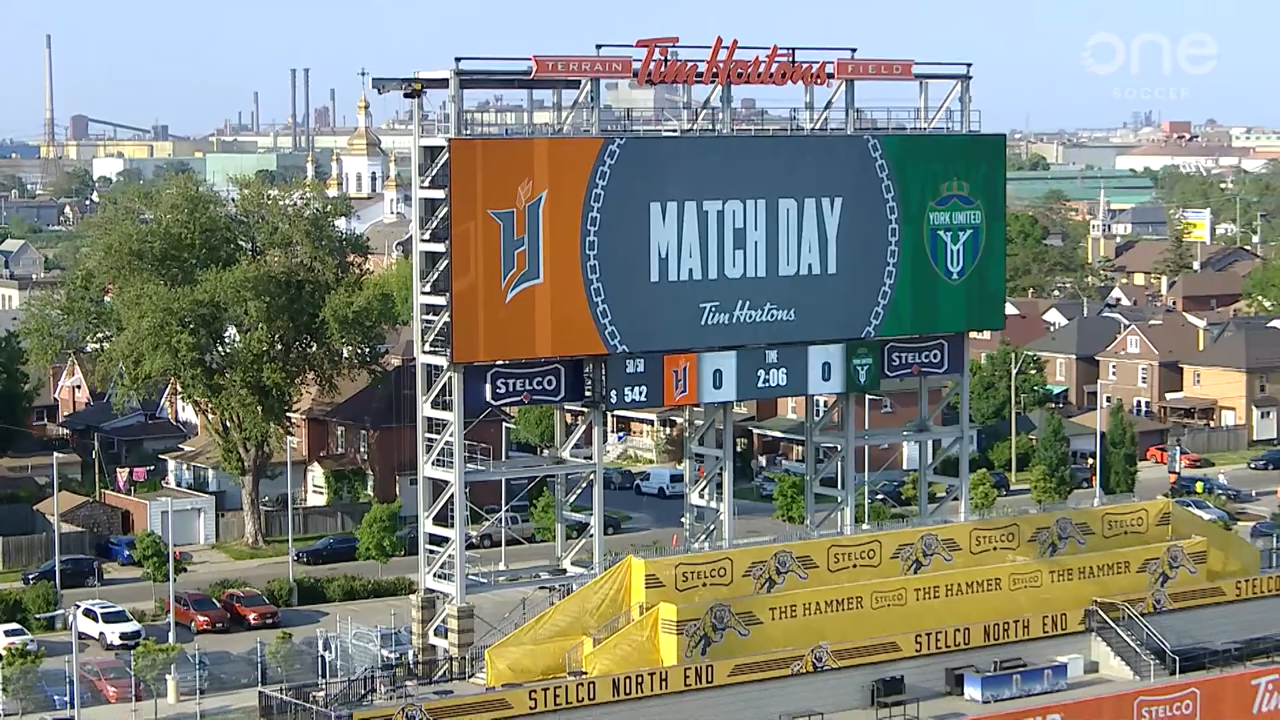 one
SOCCER
TERRAIN Tim Hortons FIELD
MATCH DAY
Tim Hortons
YORK UNITED
STELCO
50/50
$ 542
0
TIME
2:06
0
STELCO
STELCO STELCO STELCO STELCO
THE HAMMER STELCO THE HAMMER
STELCO NORTH END STELCO NORTH END STELCO
STELCO